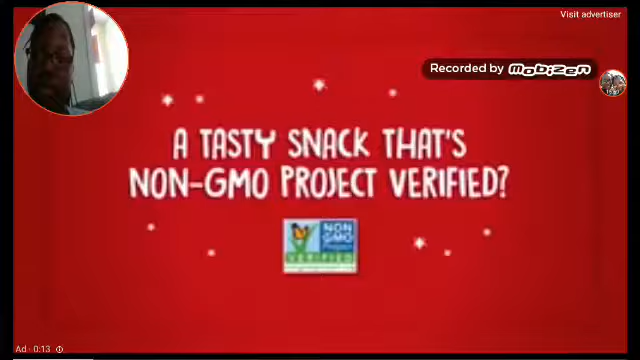 Visit advertiser
Recorded by mobizen
A TASTY SNACK THAT'S
NON-GMO PROJECT VERIFIED?
NON
GMO
Project
VERIFIED
Ad · 0:13